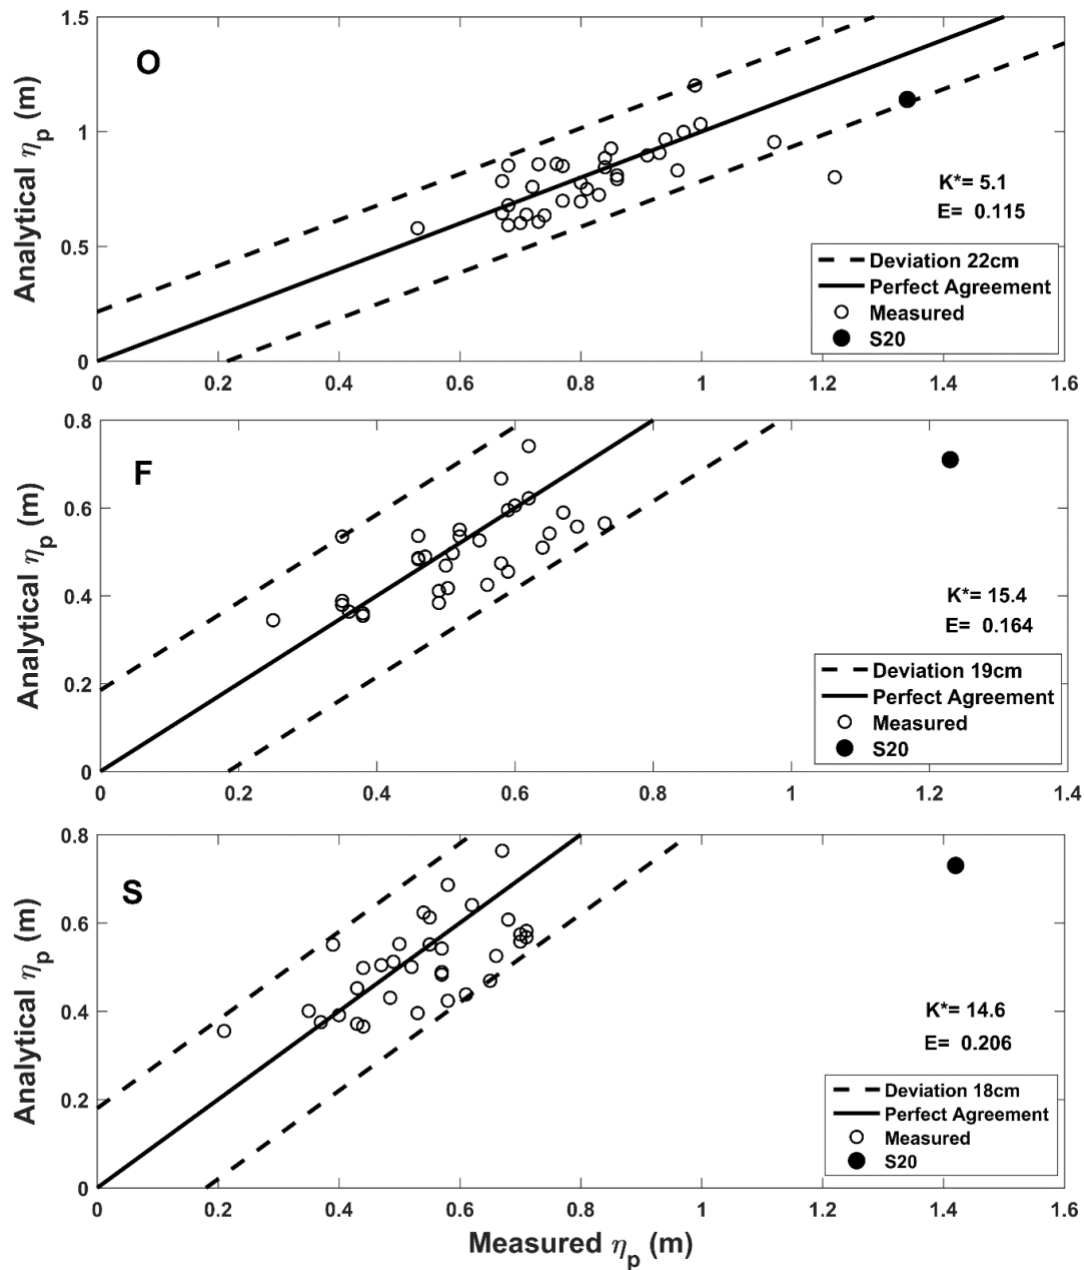 O
Analytical ηp (m)
1.5
1
0.5
0
K*= 5.1
E= 0.115
Deviation 22cm
Perfect Agreement
Measured
S20
0 0.2 0.4 0.6 0.8 1 1.2 1.4 1.6
F
Analytical ηp (m)
0.8
0.6
0.4
0.2
0
K*= 15.4
E= 0.164
Deviation 19cm
Perfect Agreement
Measured
S20
0 0.2 0.4 0.6 0.8 1 1.2 1.4
S
Analytical ηp (m)
0.8
0.6
0.4
0.2
0
K*= 14.6
E= 0.206
Deviation 18cm
Perfect Agreement
Measured
S20
0 0.2 0.4 0.6 0.8 1 1.2 1.4 1.6
Measured ηp (m)